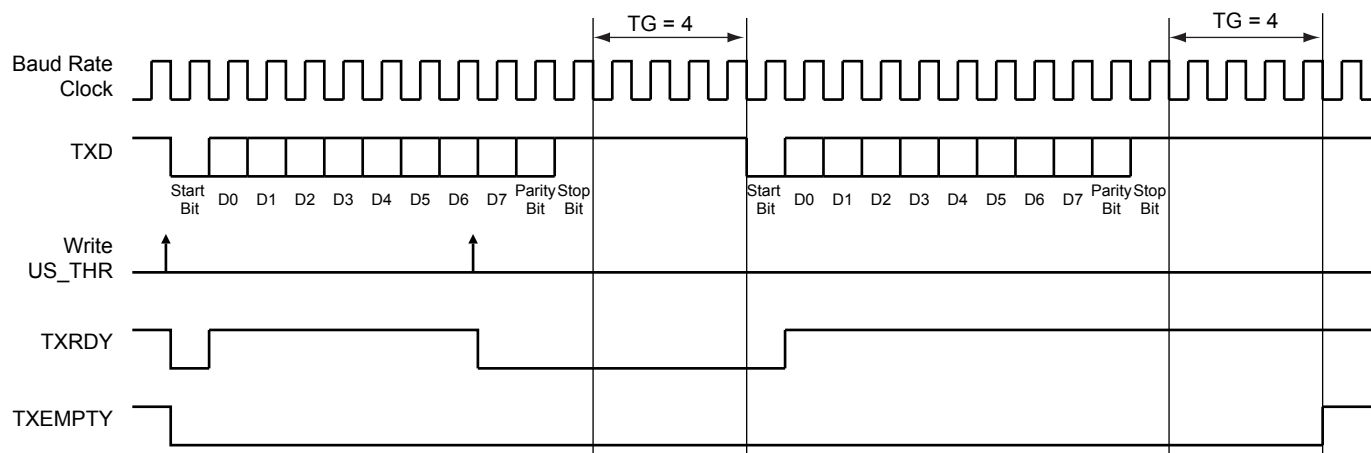 TG = 4
TG = 4
Baud Rate
Clock
TXD
Start
Bit
D0
D1
D2
D3
D4
D5
D6
D7
Parity
Bit
Stop
Bit
Start
Bit
D0
D1
D2
D3
D4
D5
D6
D7
Parity
Bit
Stop
Bit
Write
US_THR
TXRDY
TXEMPTY